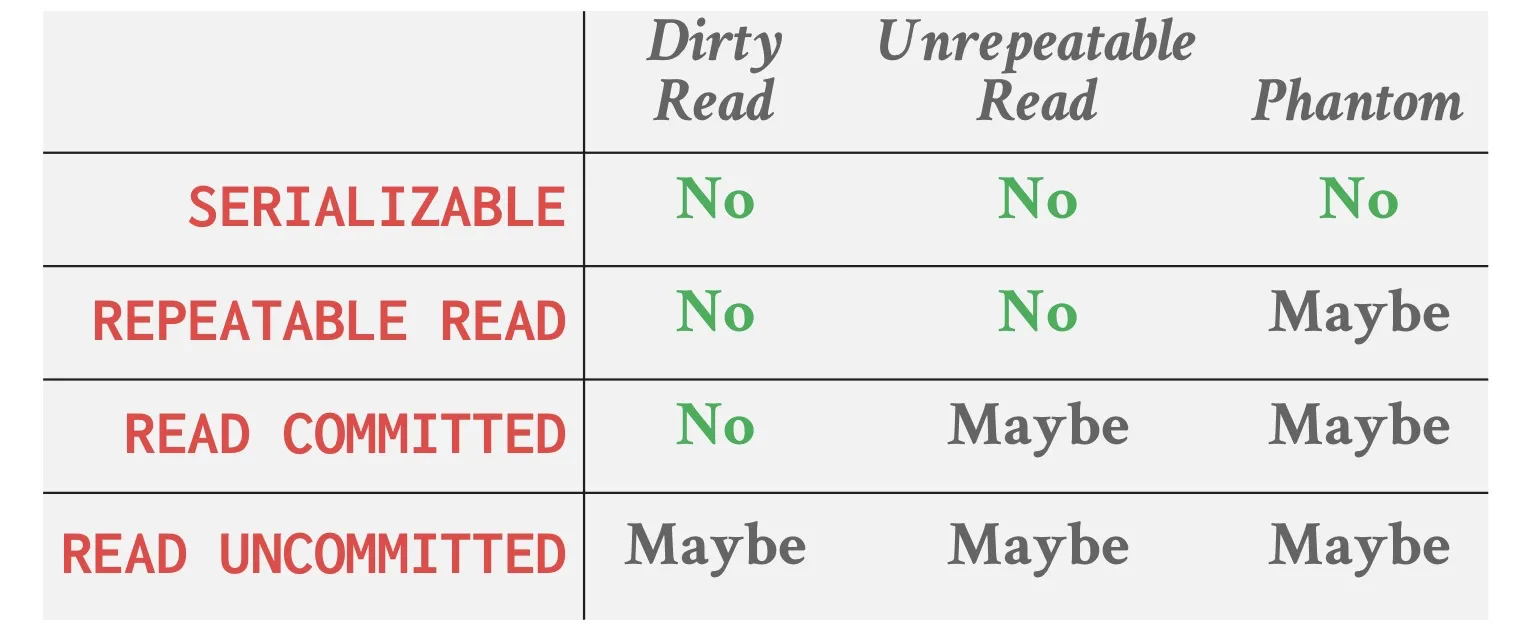 Dirty Read Unrepeatable Read Phantom
SERIALIZABLE No No No
REPEATABLE READ No No Maybe
READ COMMITTED No Maybe Maybe
READ UNCOMMITTED Maybe Maybe Maybe